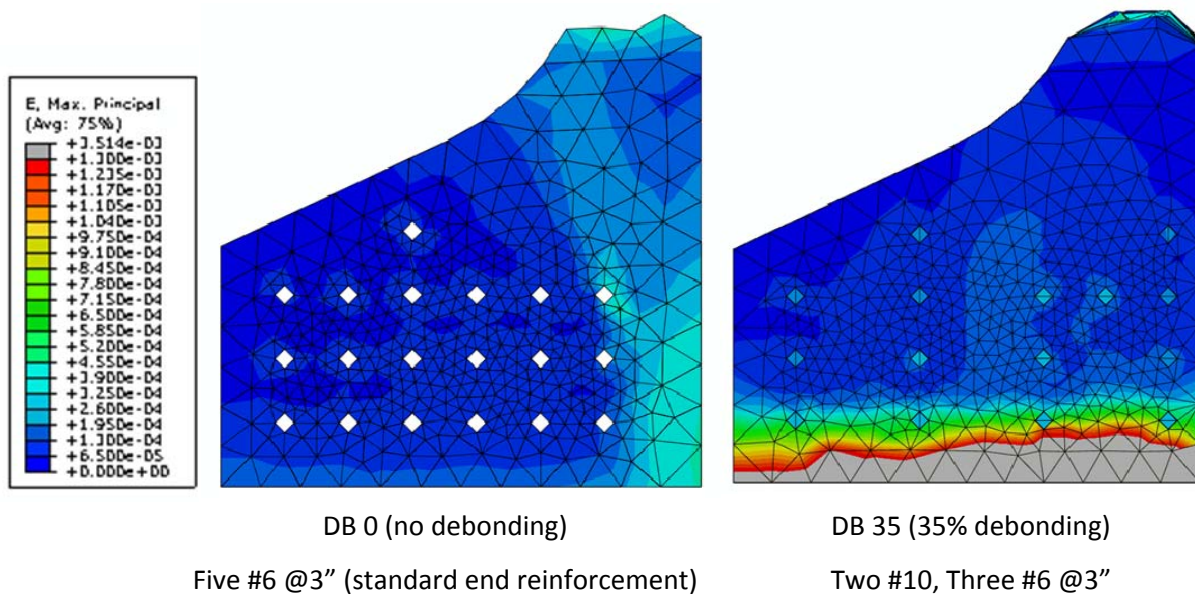 E, Max. Principal
(Avg: 75%)
+3.514e-03
+1.300e-03
+1.235e-03
+1.170e-03
+1.105e-03
+1.040e-03
+9.750e-04
+9.100e-04
+8.450e-04
+7.800e-04
+7.150e-04
+6.500e-04
+5.850e-04
+5.200e-04
+4.550e-04
+3.900e-04
+3.250e-04
+2.600e-04
+1.950e-04
+1.300e-04
+6.500e-05
+0.000e+00
DB 0 (no debonding)
Five #6 @3” (standard end reinforcement)
DB 35 (35% debonding)
Two #10, Three #6 @3”